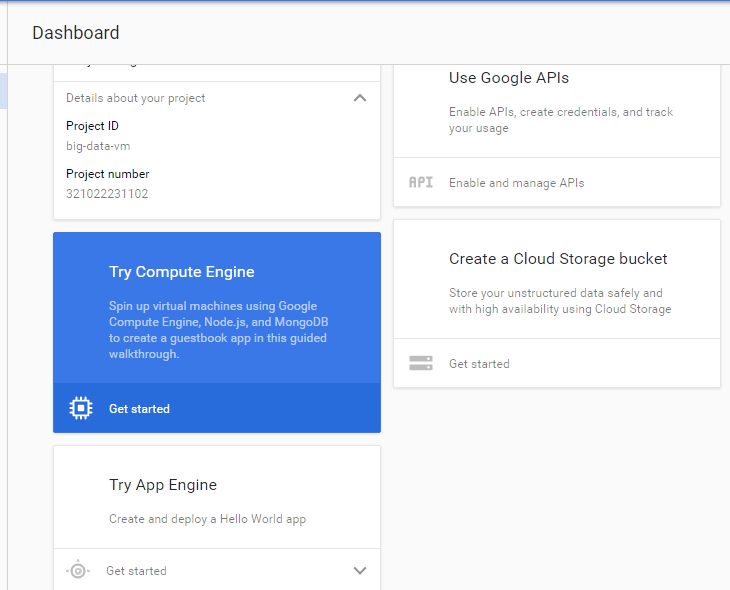 Dashboard
Details about your project
Project ID
big-data-vm
Project number
321022231102
Try Compute Engine
Spin up virtual machines using Google
Compute Engine, Node.js, and MongoDB
to create a guestbook app in this guided
walkthrough.
Get started
Try App Engine
Create and deploy a Hello World app
Get started
Use Google APIs
Enable APIs, create credentials, and track
your usage
API Enable and manage APIs
Create a Cloud Storage bucket
Store your unstructured data safely and
with high availability using Cloud Storage
Get started